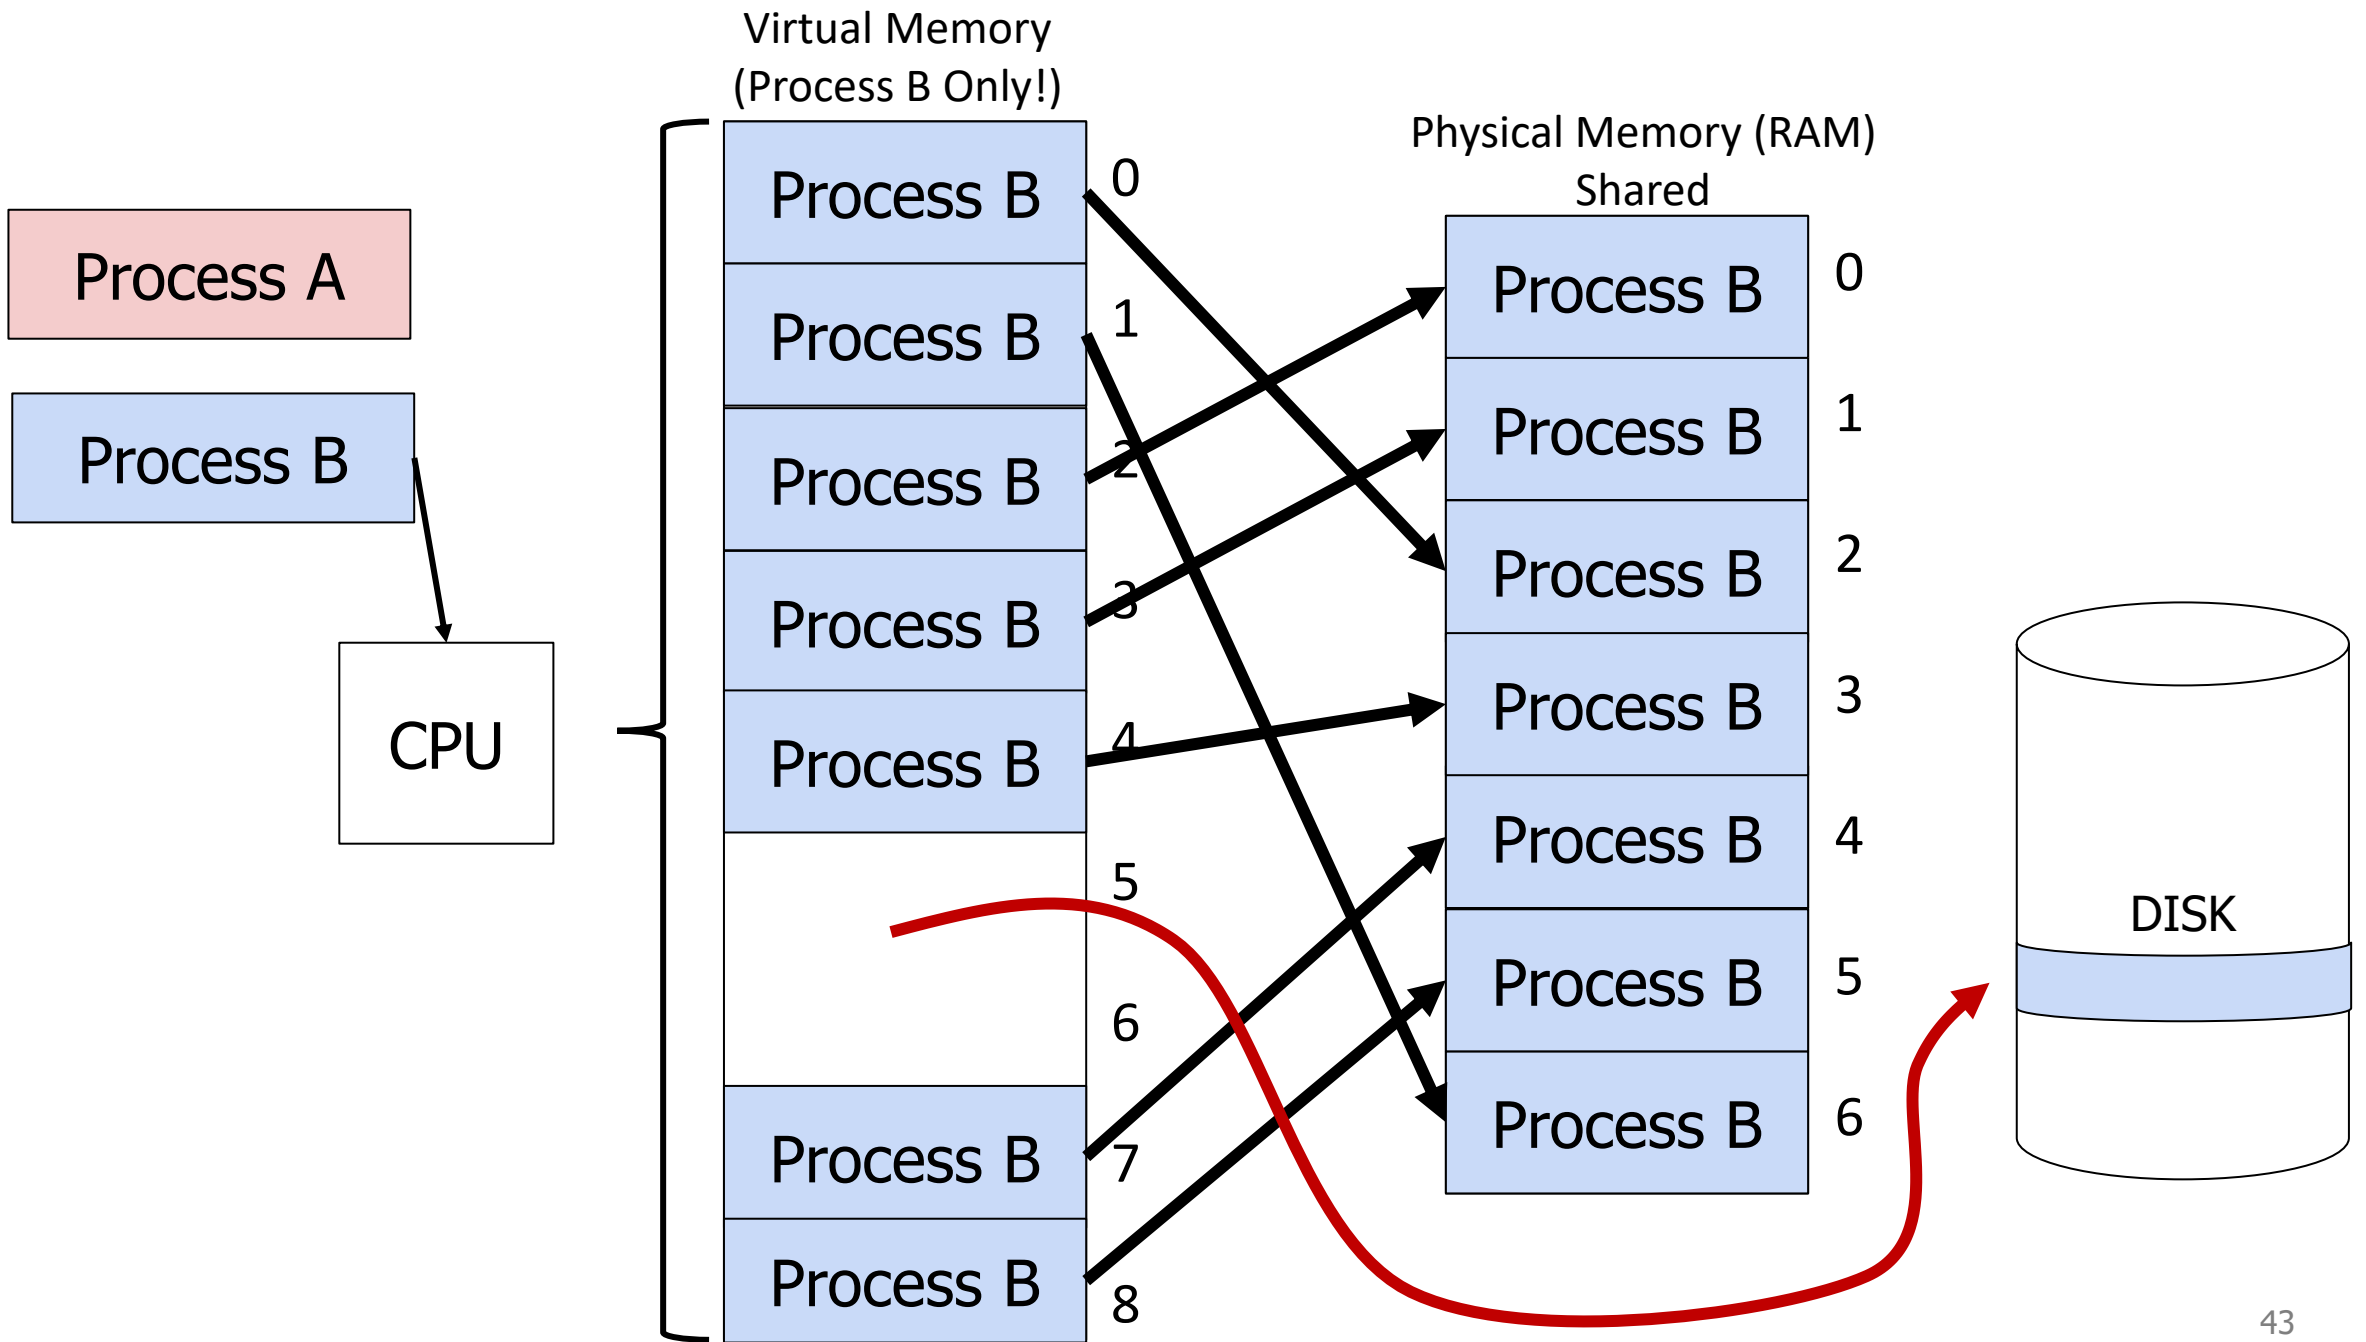 Virtual Memory
(Process B Only!)
Physical Memory (RAM)
Shared
Process A
Process B
CPU
Process B 0
Process B 1
Process B 2
Process B 3
Process B 4
5
6
Process B 7
Process B 8
Process B 0
Process B 1
Process B 2
Process B 3
Process B 4
Process B 5
Process B 6
DISK
43